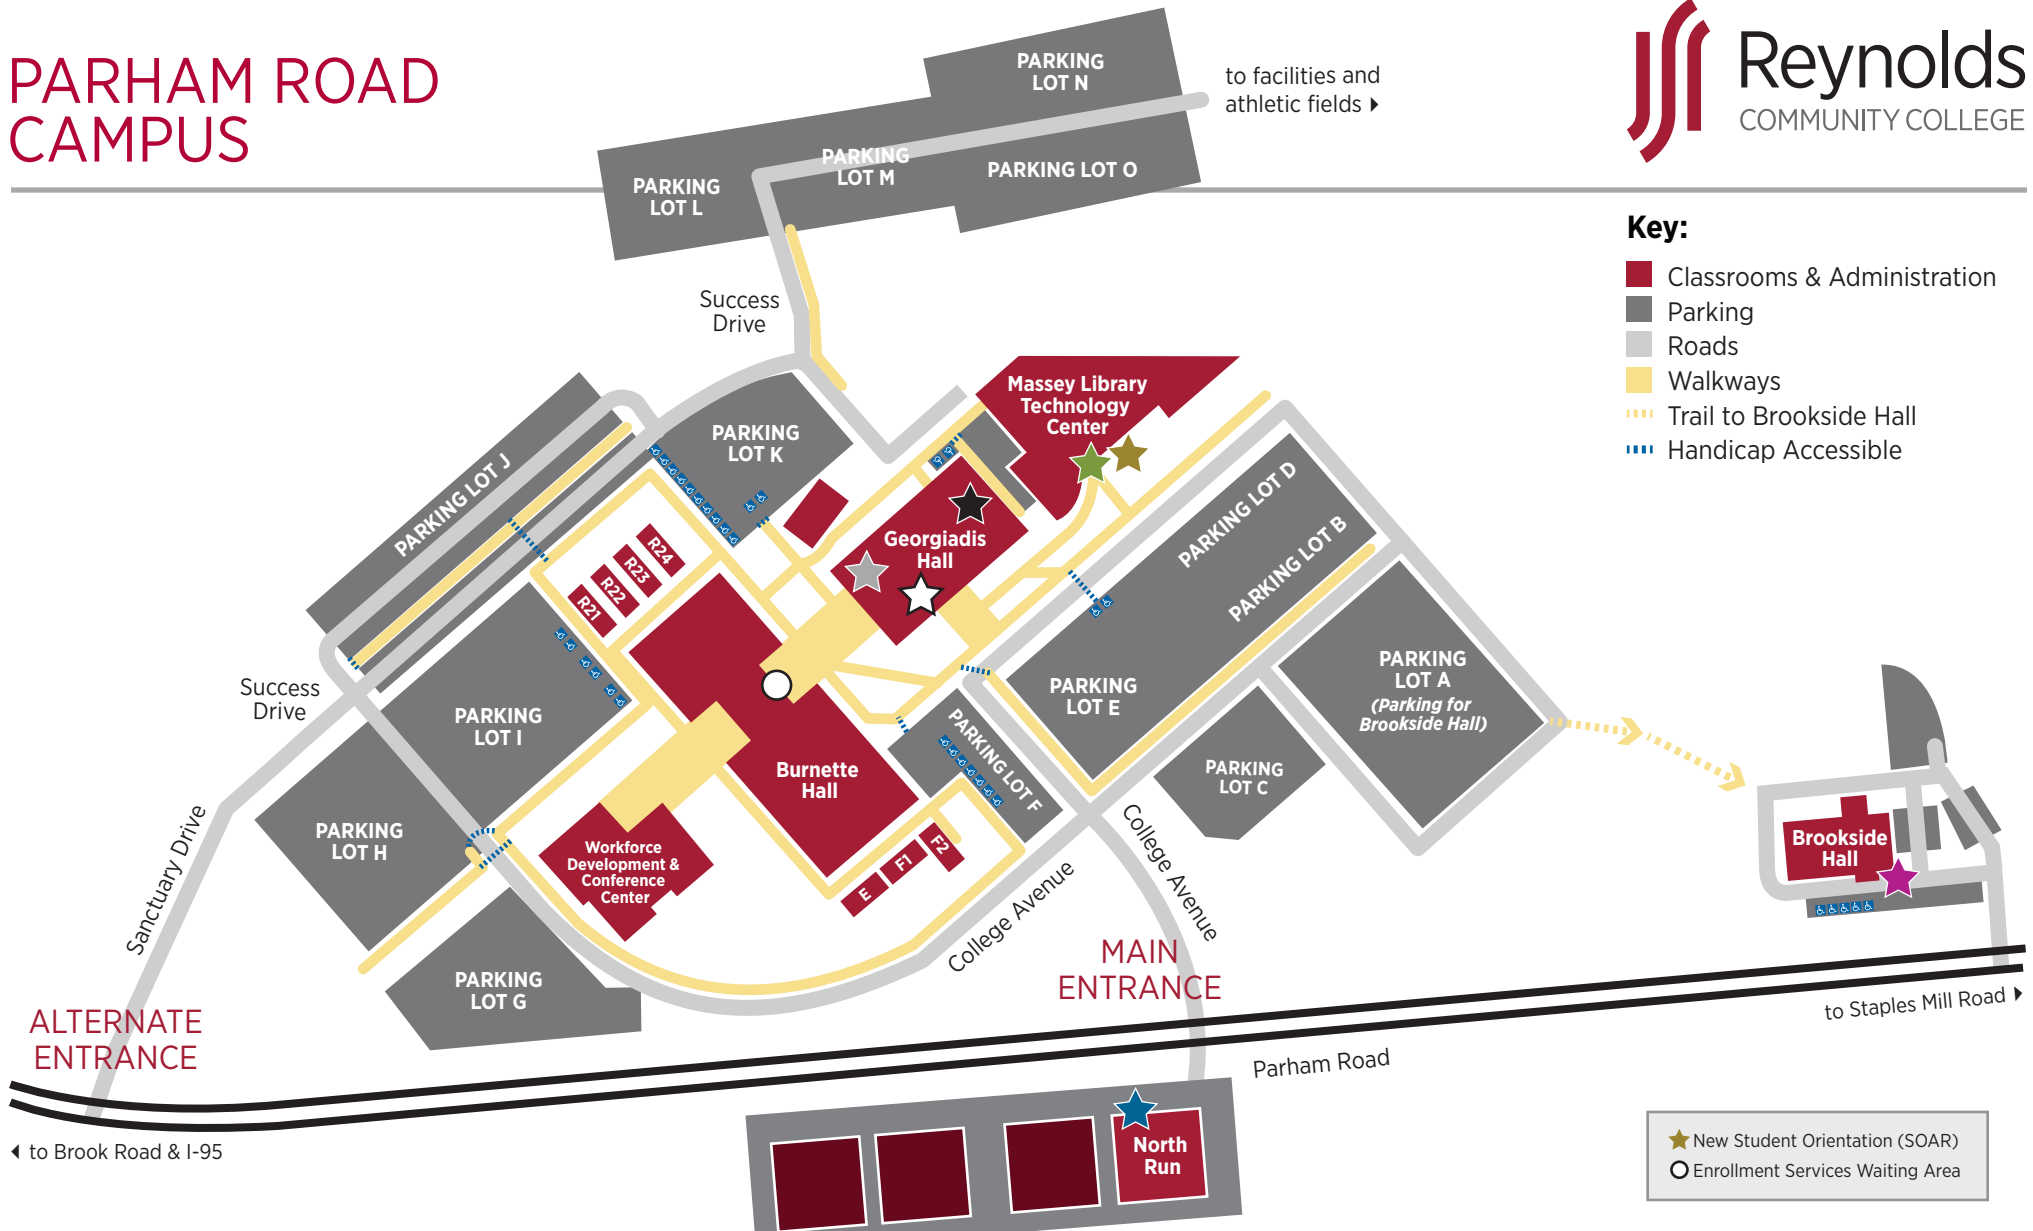 PARHAM ROAD
CAMPUS
Reynolds
COMMUNITY COLLEGE
PARKING
LOT N
to facilities and
athletic fields
PARKING
LOT M
PARKING LOT O
PARKING
LOT L
Key:
Classrooms & Administration
Parking
Roads
Walkways
Trail to Brookside Hall
Handicap Accessible
Success
Drive
Massey Library
Technology
Center
PARKING
LOT K
PARKING LOT J
PARKING LOT D
PARKING LOT B
Georgiadis
Hall
R24
R23
R22
R21
PARKING
LOT A
(Parking for
Brookside Hall)
PARKING
LOT E
Success
Drive
PARKING
LOT I
PARKING LOT F
Burnette
Hall
PARKING
LOT C
PARKING
LOT H
Workforce
Development &
Conference
Center
E
F1
F2
College Avenue
College Avenue
Brookside
Hall
Sanctuary Drive
MAIN
ENTRANCE
PARKING
LOT G
ALTERNATE
ENTRANCE
to Staples Mill Road
Parham Road
to Brook Road & I-95
North
Run
New Student Orientation (SOAR)
Enrollment Services Waiting Area